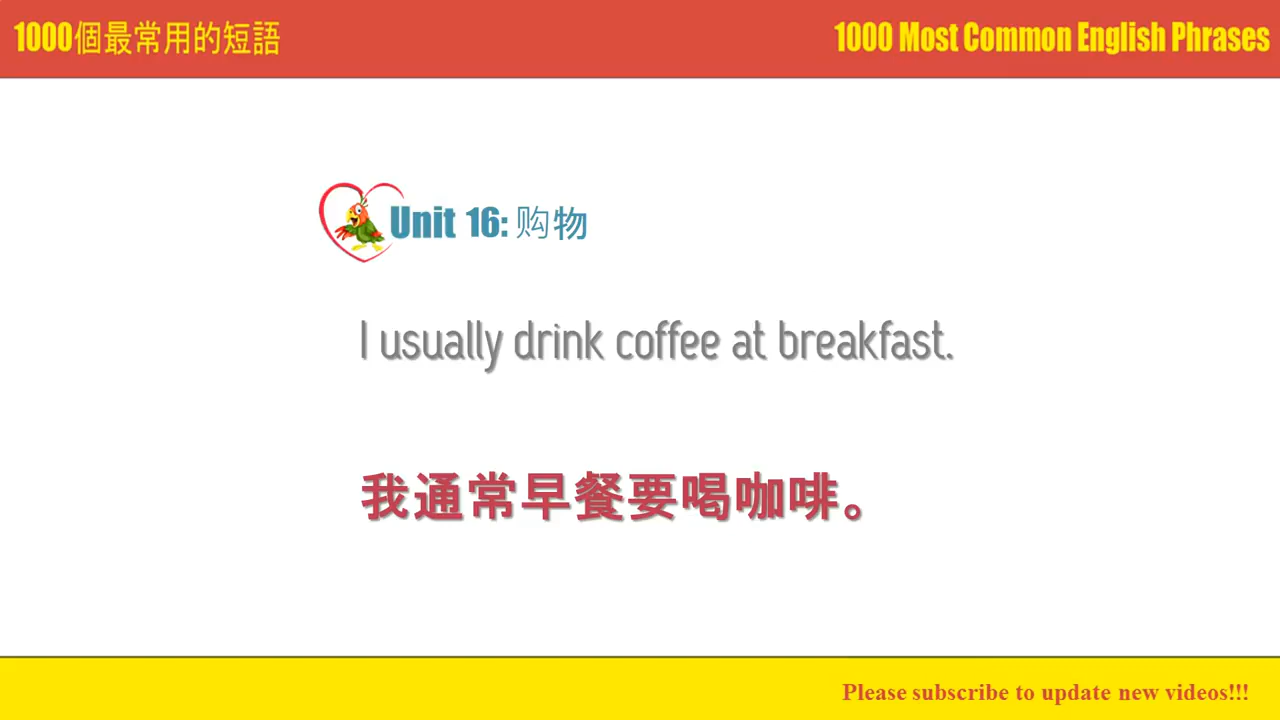 1000個最常用的短語
1000 Most Common English Phrases
Unit 16: 购物
I usually drink coffee at breakfast.
我通常早餐要喝咖啡。
Please subscribe to update new videos!!!